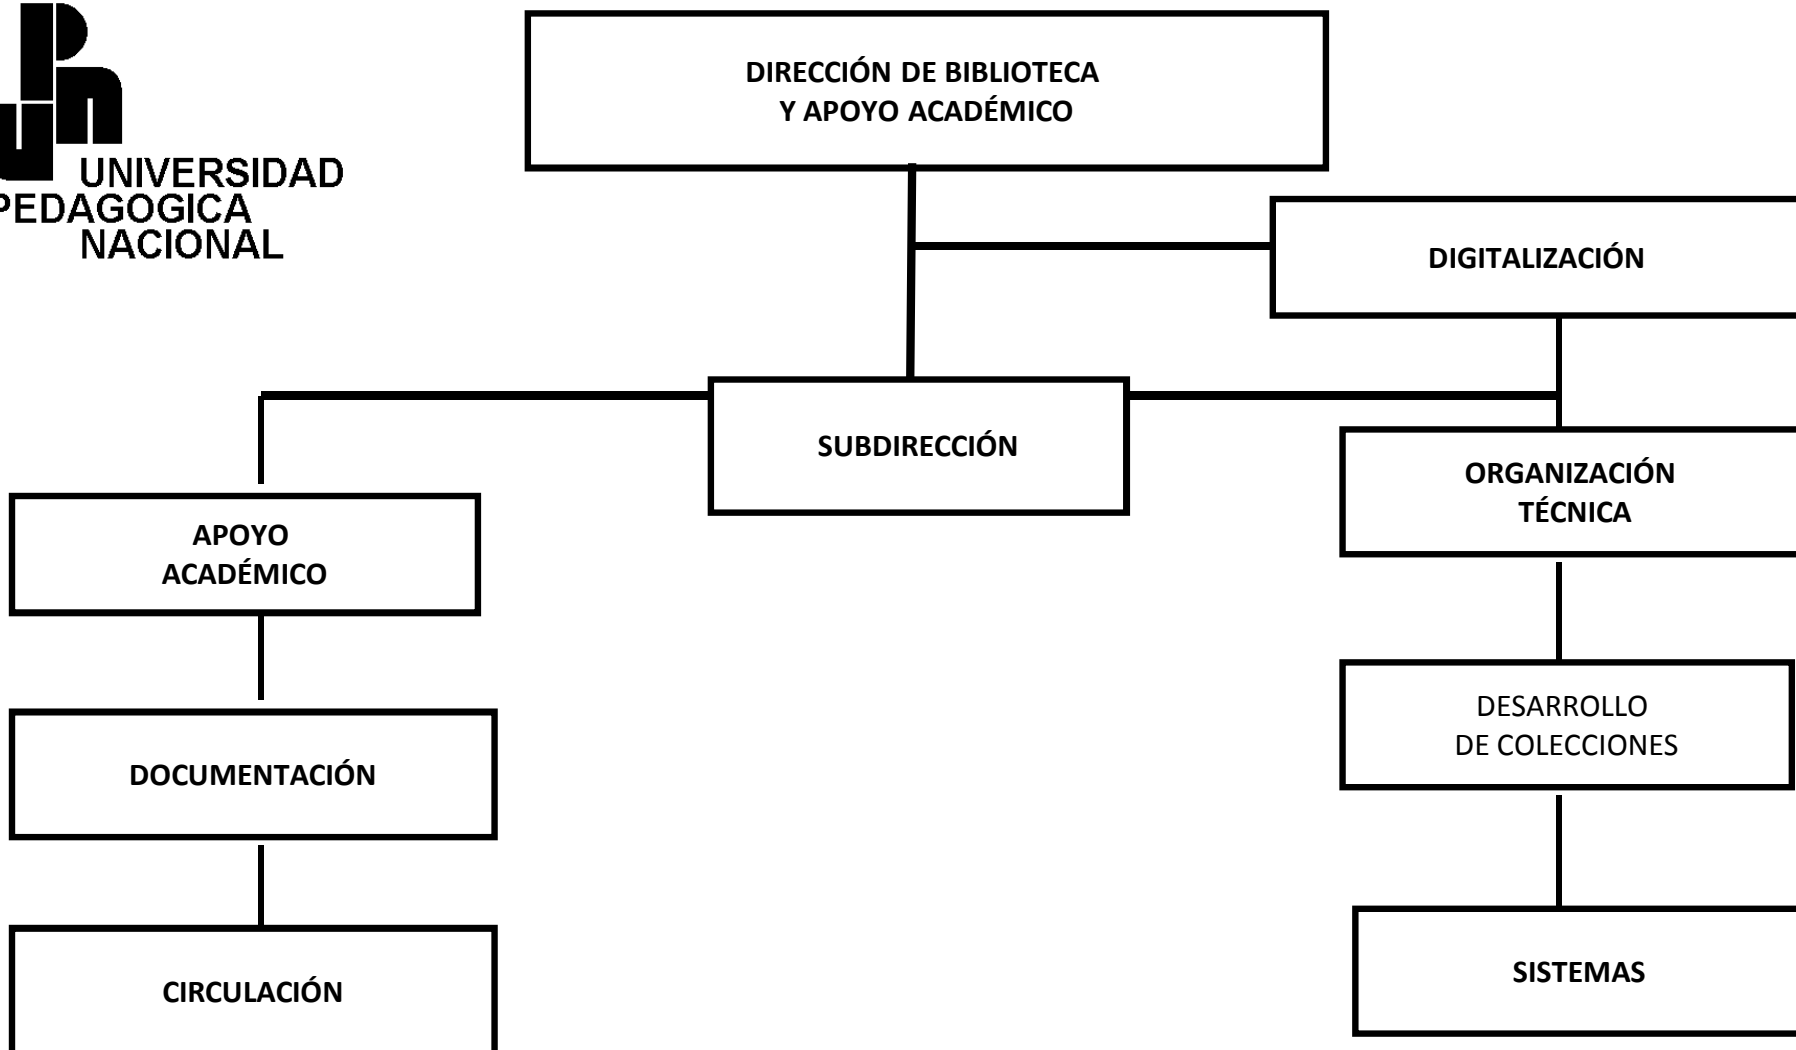 UNIVERSIDAD
PEDAGOGICA
NACIONAL
DIRECCIÓN DE BIBLIOTECA
Y APOYO ACADÉMICO
DIGITALIZACIÓN
SUBDIRECCIÓN
ORGANIZACIÓN
TÉCNICA
APOYO
ACADÉMICO
DESARROLLO
DE COLECCIONES
DOCUMENTACIÓN
CIRCULACIÓN
SISTEMAS